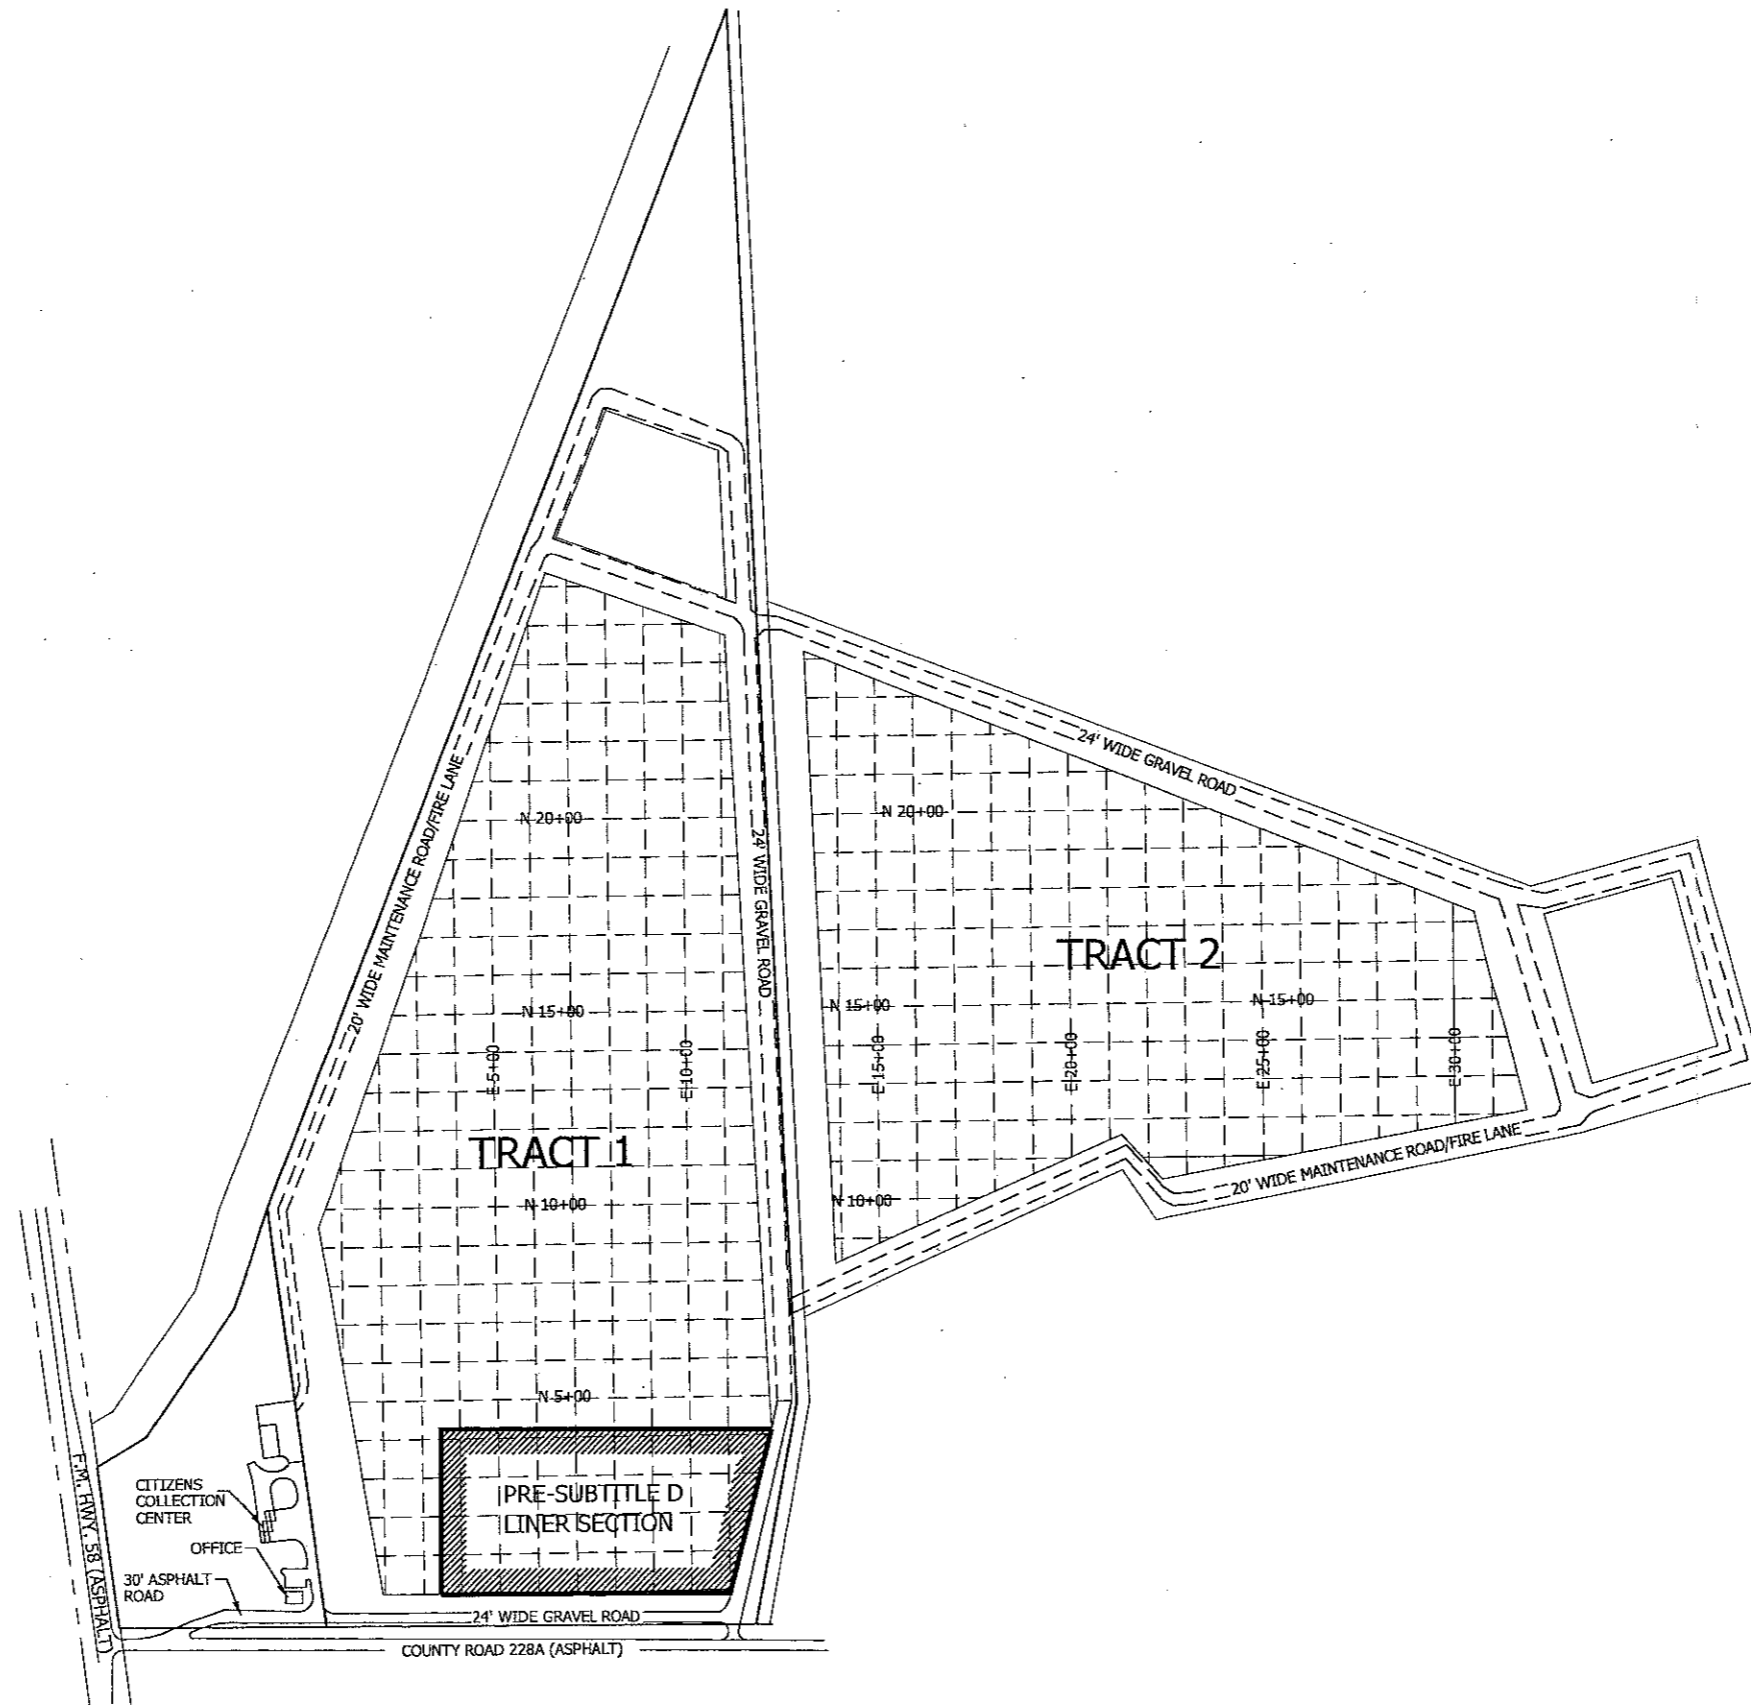 24' WIDE GRAVEL ROAD
20' WIDE MAINTENANCE ROAD/FIRE LANE
N 20+00
N 20+00
24' WIDE GRAVEL ROAD
TRACT 2
N 15+00
N 15+00
N 15+00
E 5+00
E 10+00
E 15+00
E 20+00
E 25+00
E 30+00
TRACT 1
20' WIDE MAINTENANCE ROAD/FIRE LANE
N 10+00
N 10+00
N 5+00
F.M. HWY. 58 (ASPHALT)
CITIZENS
COLLECTION
CENTER
OFFICE
30' ASPHALT
ROAD
PRE-SUBTITLE D
LINER SECTION
24' WIDE GRAVEL ROAD
COUNTY ROAD 228A (ASPHALT)